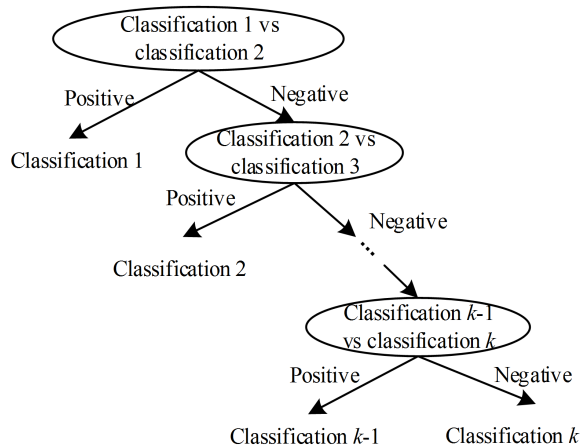 Classification 1 vs
classification 2
Positive
Negative
Classification 1
Classification 2 vs
classification 3
Positive
Negative
Classification 2
Classification k-1
vs classification k
Positive
Negative
Classification k-1
Classification k